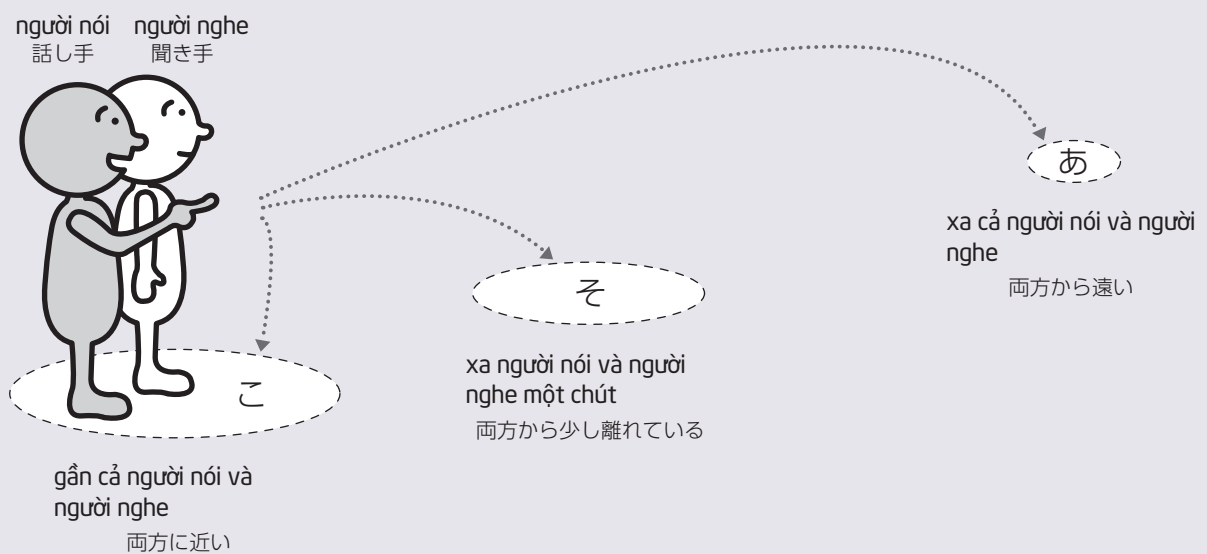 người nói
話し手
người nghe
聞き手
あ
xa cả người nói và người
nghe
両方から遠い
そ
xa người nói và người
nghe một chút
両方から少し離れている
こ
gần cả người nói và
người nghe
両方に近い